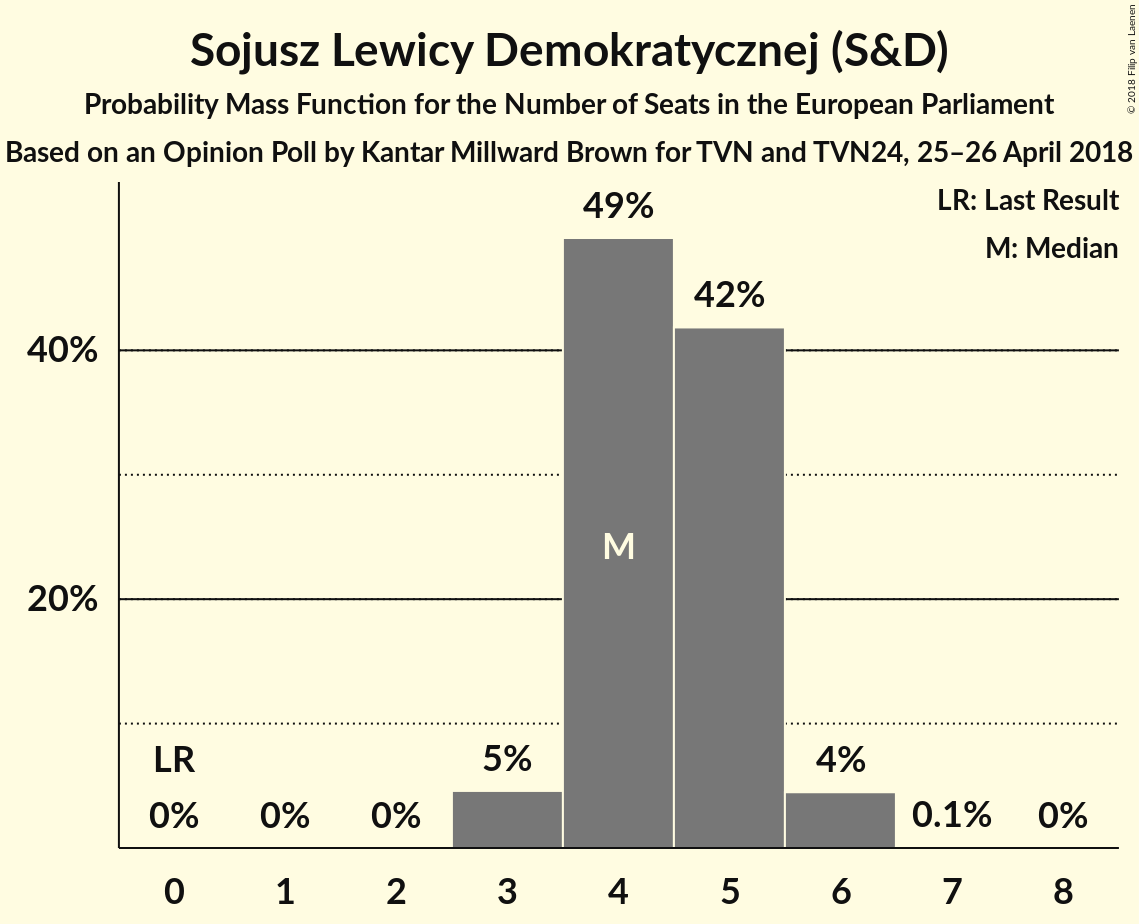 Sojusz Lewicy Demokratycznej (S&D)
Probability Mass Function for the Number of Seats in the European Parliament
Based on an Opinion Poll by Kantar Millward Brown for TVN and TVN24, 25–26 April 2018
© 2018 Filip van Laenen
LR: Last Result
M: Median
49%
42%
40%
M
20%
LR
5%
4%
0%
0%
0%
0.1%
0%
0 1 2 3 4 5 6 7 8